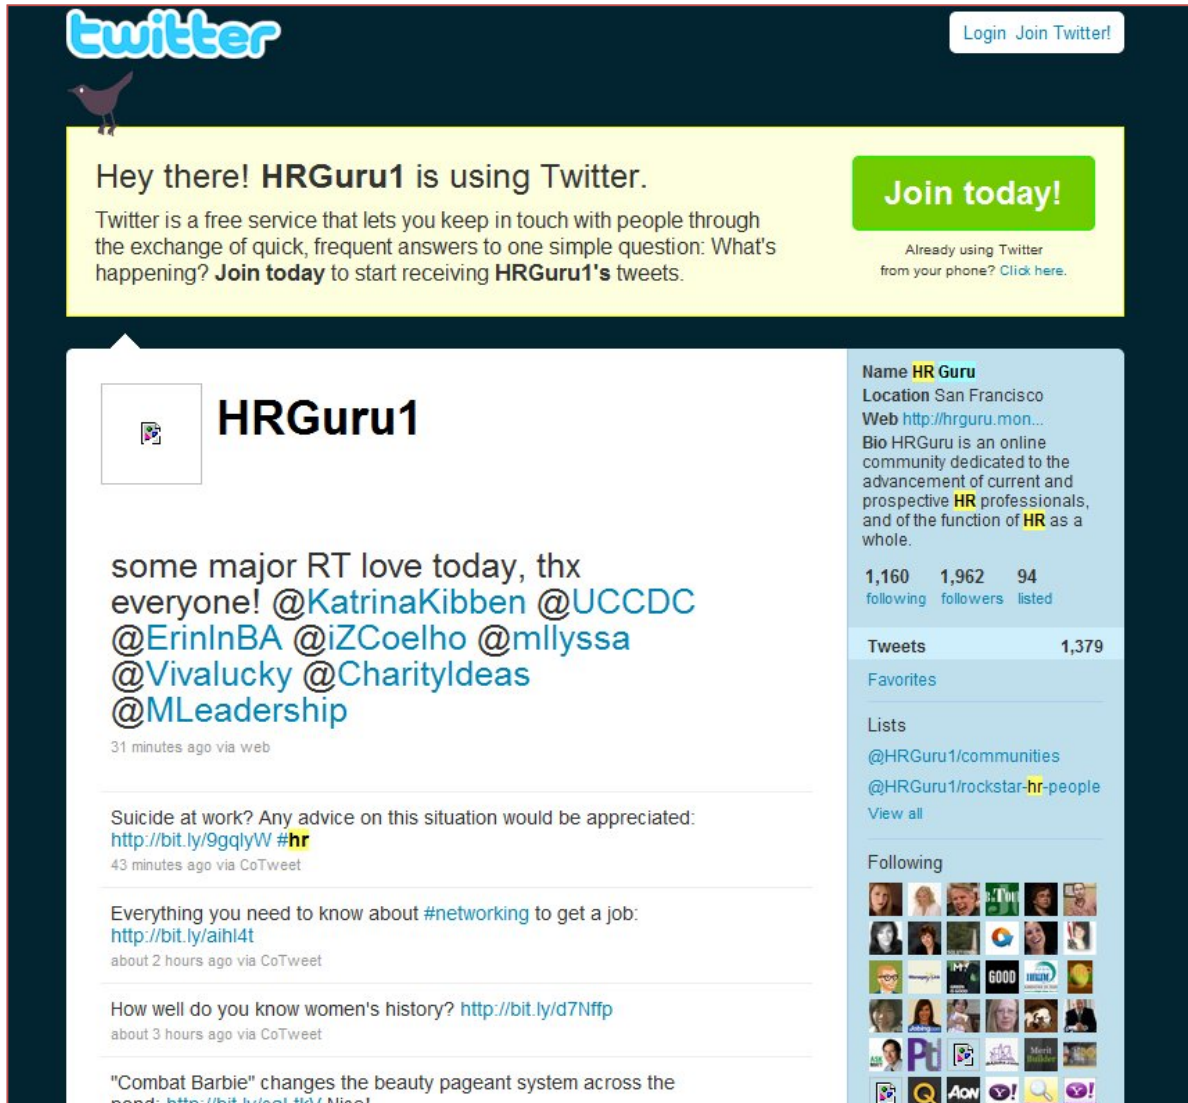 twitter
Login Join Twitter!
Hey there! HRGuru1 is using Twitter.
Twitter is a free service that lets you keep in touch with people through
the exchange of quick, frequent answers to one simple question: What's
happening? Join today to start receiving HRGuru1's tweets.
Join today!
Already using Twitter
from your phone? Click here.
HRGuru1
some major RT love today, thx
everyone! @KatrinaKibben @UCCDC
@ErinInBA @iZCoelho @mllyssa
@Vivalucky @CharityIdeas
@MLeadership
31 minutes ago via web
Suicide at work? Any advice on this situation would be appreciated:
http://bit.ly/9gqlyW #hr
43 minutes ago via CoTweet
Everything you need to know about #networking to get a job:
http://bit.ly/aihl4t
about 2 hours ago via CoTweet
How well do you know women's history? http://bit.ly/d7Nffp
about 3 hours ago via CoTweet
"Combat Barbie" changes the beauty pageant system across the
Name HR Guru
Location San Francisco
Web http://hrguru.mon...
Bio HRGuru is an online
community dedicated to the
advancement of current and
prospective HR professionals,
and of the function of HR as a
whole.
1,160 1,962 94
following followers listed
Tweets 1,379
Favorites
Lists
@HRGuru1/communities
@HRGuru1/rockstar-hr-people
View all
Following
GOOD
Merit
Builder
Q AON Y! Y!